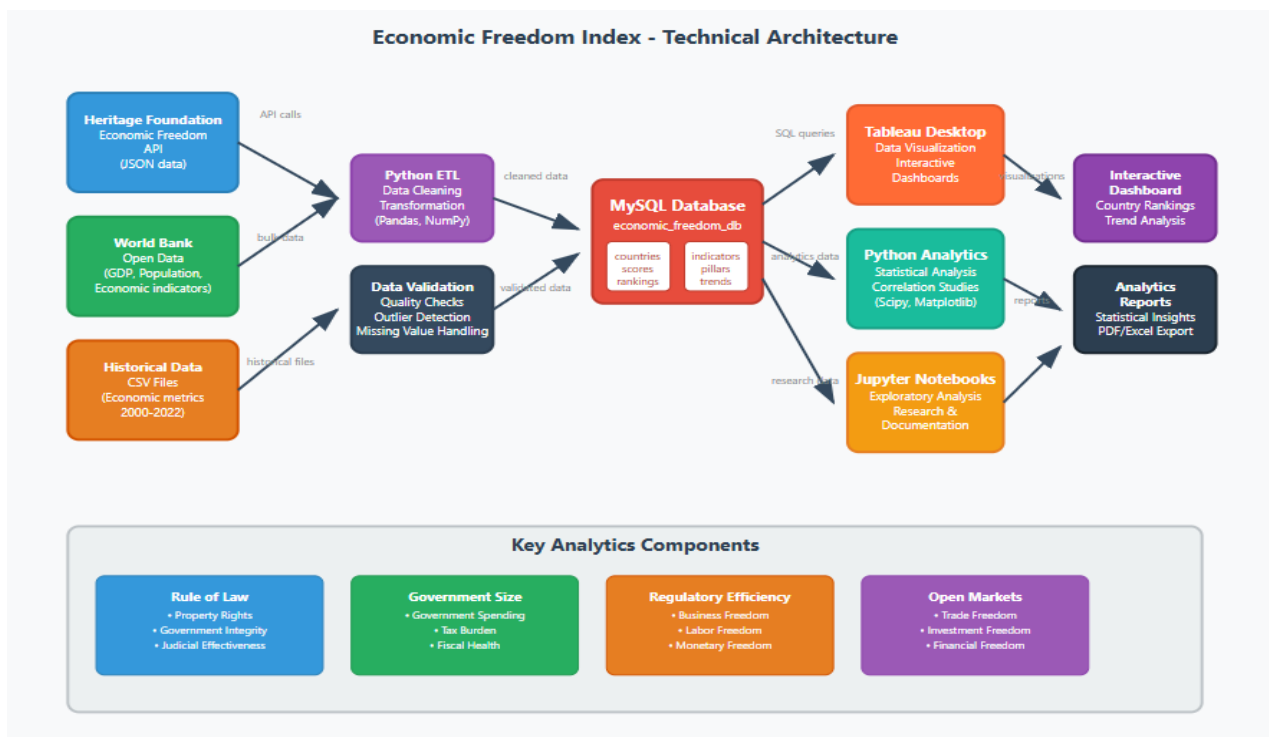 Economic Freedom Index - Technical Architecture
Heritage Foundation
Economic Freedom
API
(JSON data)
API calls
World Bank
Open Data
(GDP, Population,
Economic indicators)
bulk data
Historical Data
CSV Files
(Economic metrics
2000-2022)
historical files
Python ETL
Data Cleaning
Transformation
(Pandas, NumPy)
cleaned data
Data Validation
Quality Checks
Outlier Detection
Missing Value Handling
validated data
MySQL Database
economic_freedom_db
countries
scores
rankings
indicators
pillars
trends
SQL queries
analytics data
research data
Tableau Desktop
Data Visualization
Interactive
Dashboards
visualizations
Python Analytics
Statistical Analysis
Correlation Studies
(Scipy, Matplotlib)
reports
Jupyter Notebooks
Exploratory Analysis
Research &
Documentation
Interactive
Dashboard
Country Rankings
Trend Analysis
Analytics
Reports
Statistical Insights
PDF/Excel Export
Key Analytics Components
Rule of Law
• Property Rights
• Government Integrity
• Judicial Effectiveness
Government Size
• Government Spending
• Tax Burden
• Fiscal Health
Regulatory Efficiency
• Business Freedom
• Labor Freedom
• Monetary Freedom
Open Markets
• Trade Freedom
• Investment Freedom
• Financial Freedom